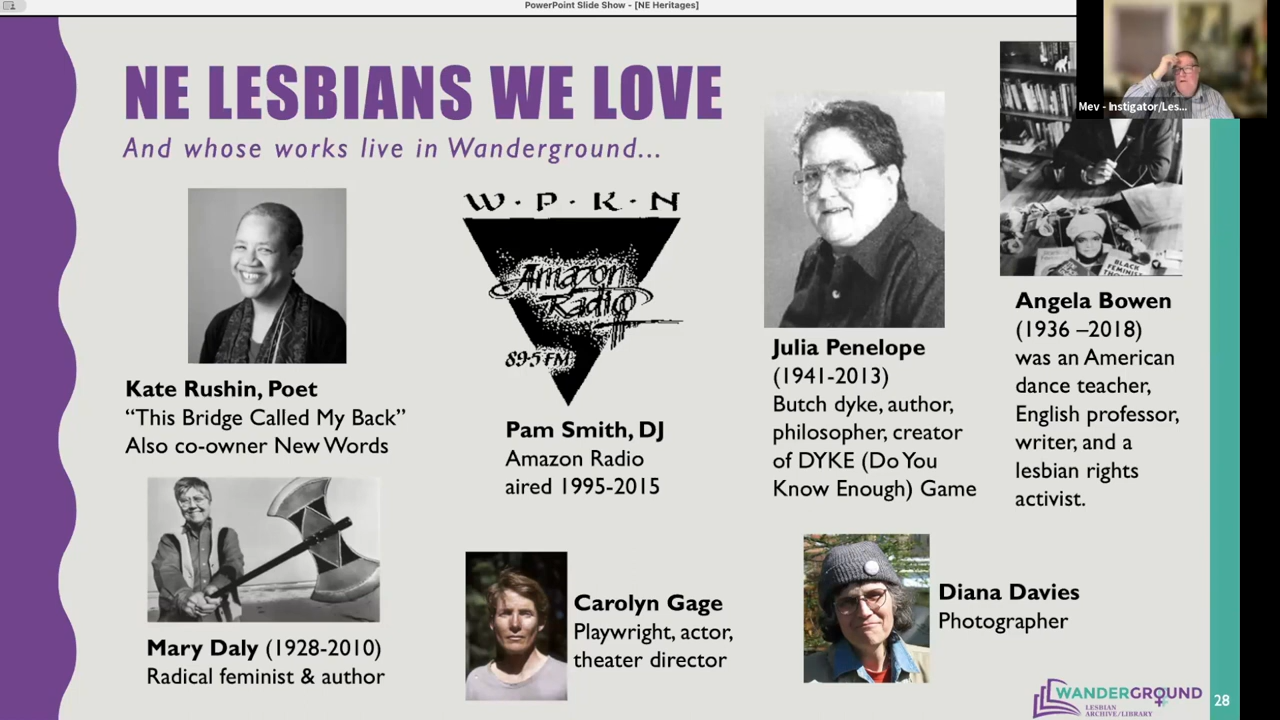 PowerPoint Slide Show - [NE Heritages]
NE LESBIANS WE LOVE
And whose works live in Wanderground...
Mev - Instigator/Les...
Kate Rushin, Poet
“This Bridge Called My Back”
Also co-owner New Words
W·P·K·N
Amazon
Radio
89.5 FM
Pam Smith, DJ
Amazon Radio
aired 1995-2015
Julia Penelope
(1941-2013)
Butch dyke, author,
philosopher, creator
of DYKE (Do You
Know Enough) Game
BLACK
FEMINIST
Angela Bowen
(1936 –2018)
was an American
dance teacher,
English professor,
writer, and a
lesbian rights
activist.
Mary Daly (1928-2010)
Radical feminist & author
Carolyn Gage
Playwright, actor,
theater director
Diana Davies
Photographer
WANDERGROUND
LESBIAN
ARCHIVE/LIBRARY
28